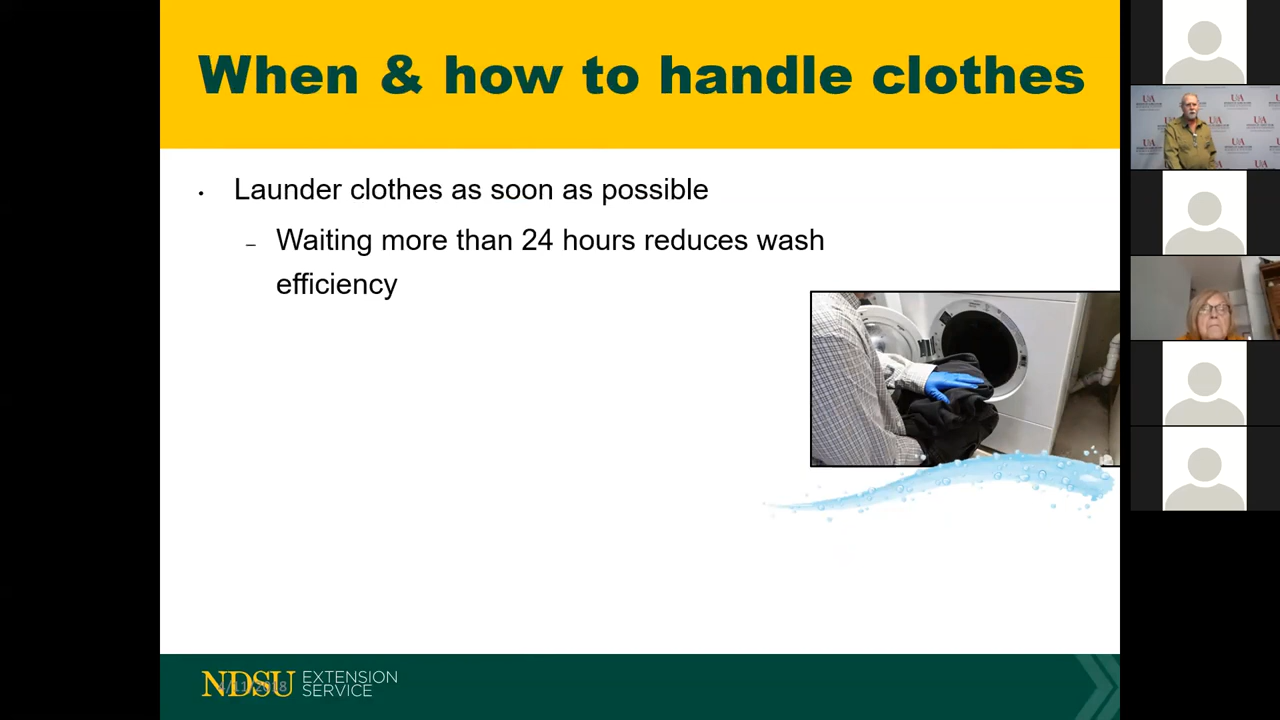 When & how to handle clothes
• Launder clothes as soon as possible
– Waiting more than 24 hours reduces wash
efficiency
NDSU EXTENSION
SERVICE